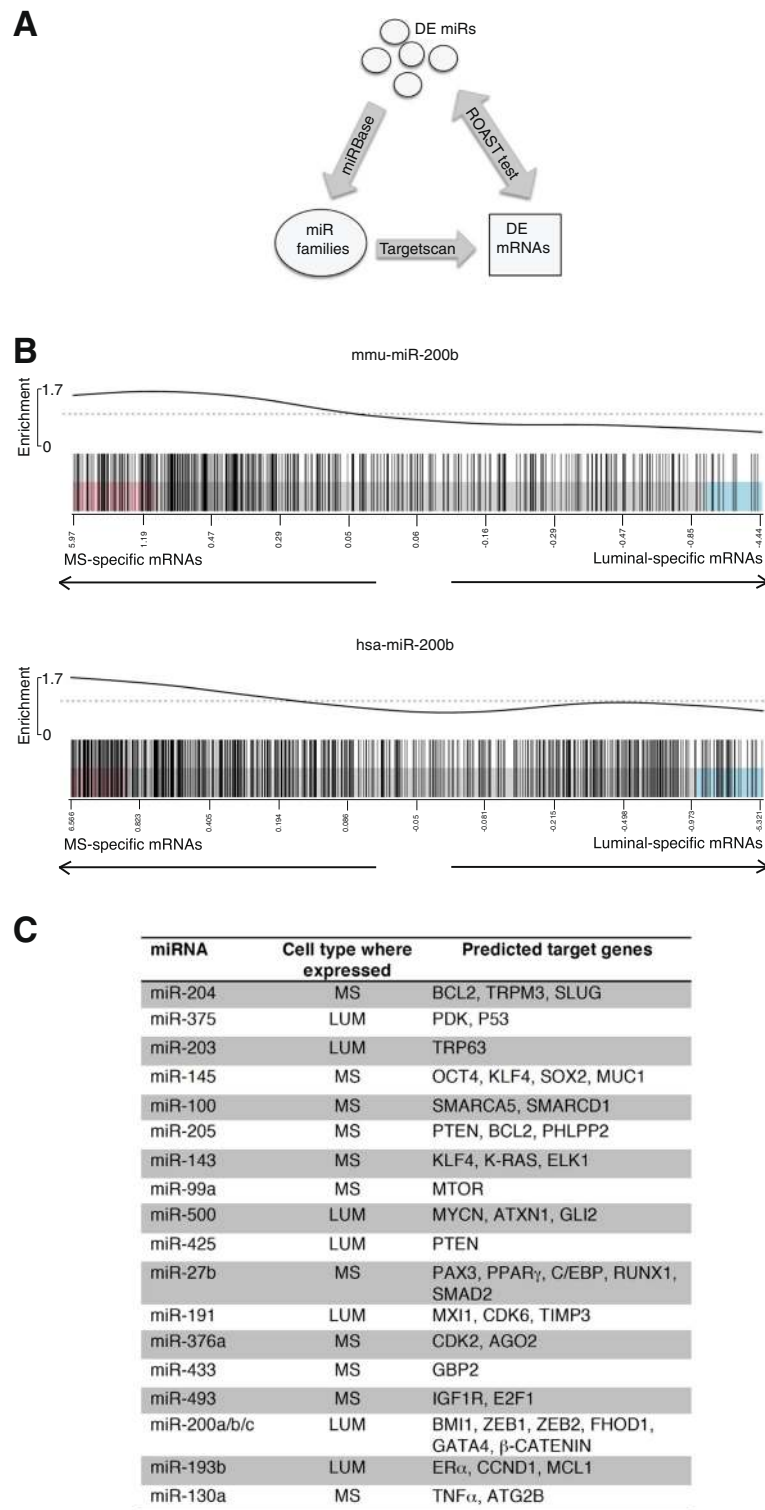 A
DE miRs
miRBase
ROAST test
miR
families
Targetscan
DE
mRNAs
B
mmu-miR-200b
Enrichment
1.7
0
5.97
1.19
0.47
0.29
0.05
0.06
-0.16
-0.29
-0.47
-0.85
-4.44
MS-specific mRNAs
Luminal-specific mRNAs
hsa-miR-200b
Enrichment
1.7
0
6.566
0.823
0.405
0.194
0.086
-0.05
-0.081
-0.215
-0.498
-0.973
-5.321
MS-specific mRNAs
Luminal-specific mRNAs
C
miRNA Cell type where expressed Predicted target genes
miR-204 MS BCL2, TRPM3, SLUG
miR-375 LUM PDK, P53
miR-203 LUM TRP63
miR-145 MS OCT4, KLF4, SOX2, MUC1
miR-100 MS SMARCA5, SMARCD1
miR-205 MS PTEN, BCL2, PHLPP2
miR-143 MS KLF4, K-RAS, ELK1
miR-99a MS MTOR
miR-500 LUM MYCN, ATXN1, GLI2
miR-425 LUM PTEN
miR-27b MS PAX3, PPARγ, C/EBP, RUNX1,
SMAD2
miR-191 LUM MXI1, CDK6, TIMP3
miR-376a MS CDK2, AGO2
miR-433 MS GBP2
miR-493 MS IGF1R, E2F1
miR-200a/b/c LUM BMI1, ZEB1, ZEB2, FHOD1,
GATA4, β-CATENIN
miR-193b LUM ERα, CCND1, MCL1
miR-130a MS TNFα, ATG2B